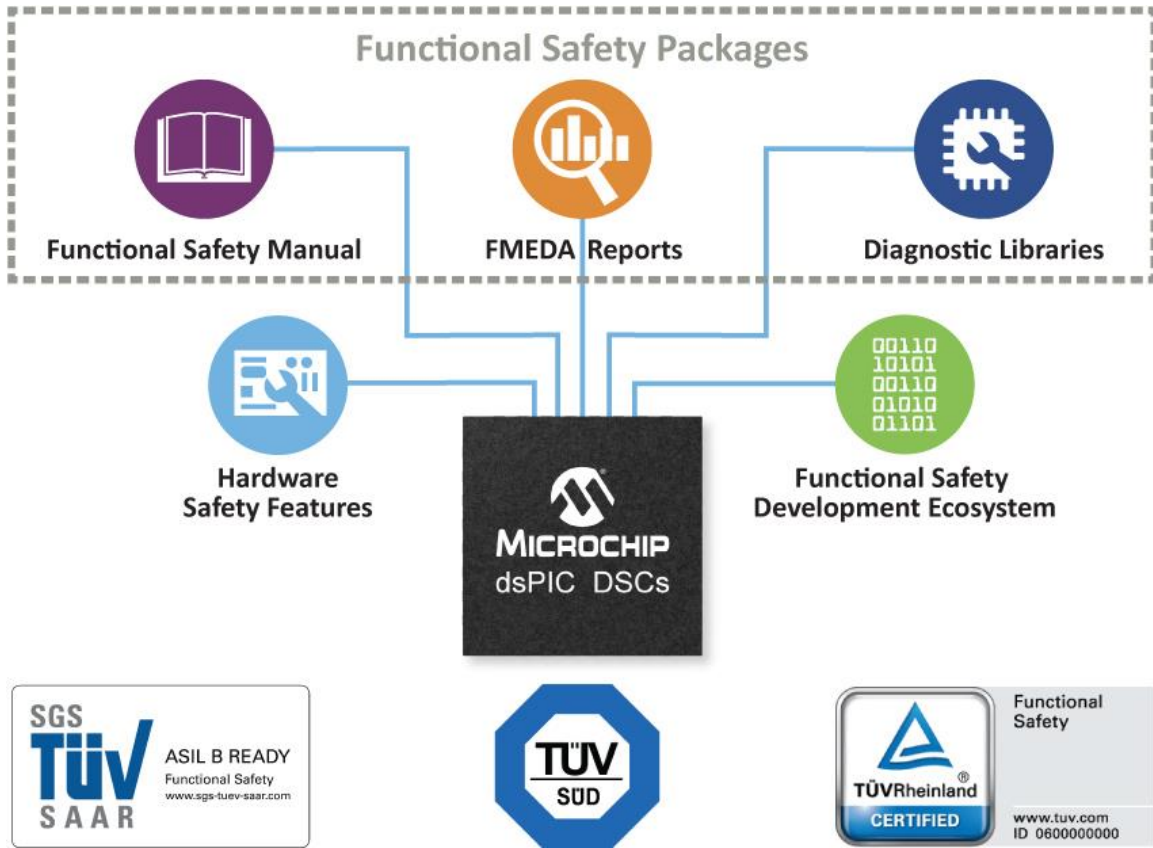 Functional Safety Packages
Functional Safety Manual
FMEDA Reports
Diagnostic Libraries
00110
10101
00110
01010
01101
Hardware
Safety Features
Functional Safety
Development Ecosystem
MICROCHIP
dsPIC DSCs
SGS
TÜV
SAAR
ASIL B READY
Functional Safety
www.sgs-tuev-saar.com
TÜV
SÜD
TÜVRheinland®
CERTIFIED
Functional
Safety
www.tuv.com
ID 0600000000